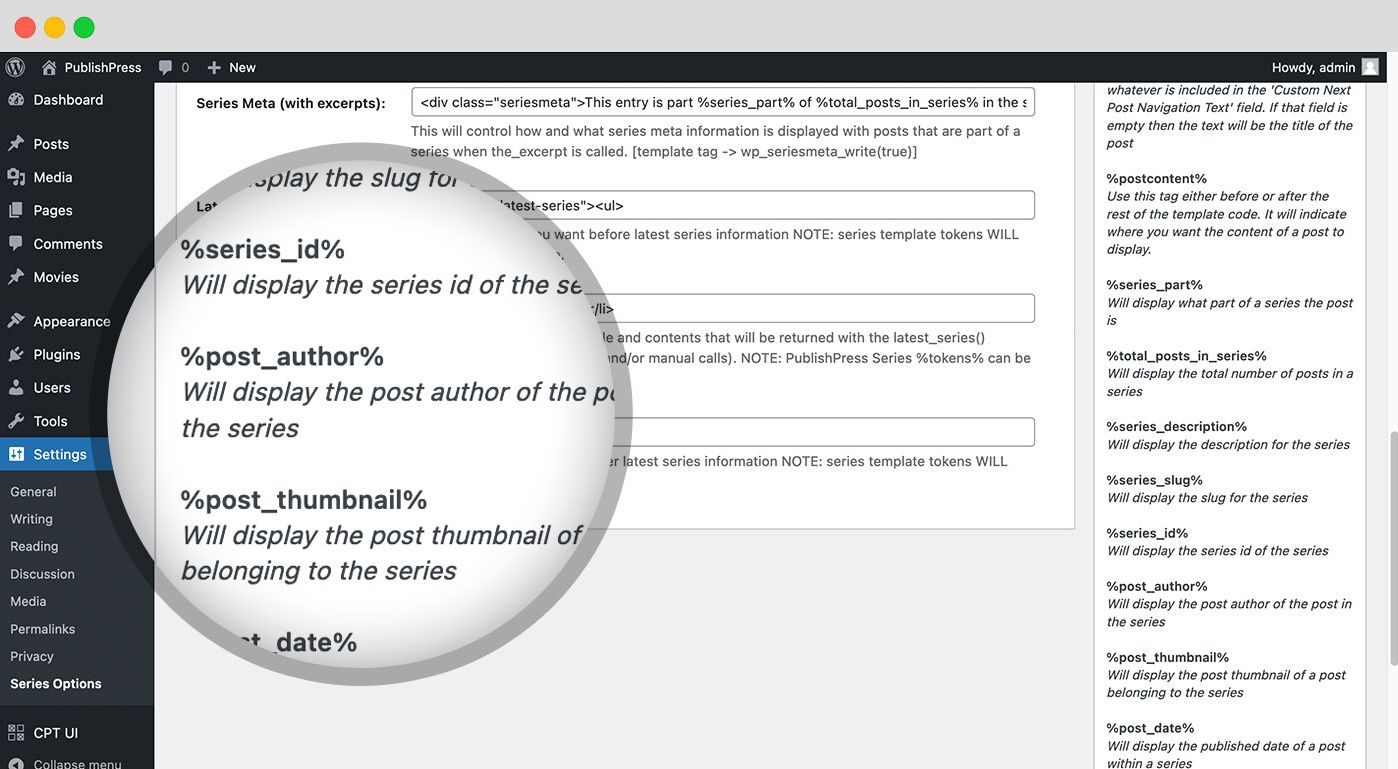 PublishPress
0
New
Howdy, admin
Dashboard
Posts
Media
Pages
Comments
Movies
Appearance
Plugins
Users
Tools
Settings
General
Writing
Reading
Discussion
Media
Permalinks
Privacy
Series Options
CPT UI
Collapse menu
Series Meta (with excerpts):
<div class="seriesmeta">This entry is part %series_part% of %total_posts_in_series% in the s
This will control how and what series meta information is displayed with posts that are part of a
series when the_excerpt is called. [template tag -> wp_seriesmeta_write(true)]
latest-series"><ul>
want before latest series information NOTE: series template tokens WILL
/li>
and contents that will be returned with the latest_series()
and/or manual calls). NOTE: PublishPress Series %tokens% can be
latest series information NOTE: series template tokens WILL
display the slug for
%series_id%
Will display the series id of the se
%post_author%
Will display the post author of the po
the series
%post_thumbnail%
Will display the post thumbnail of
belonging to the series
st_date%
whatever is included in the 'Custom Next
Post Navigation Text' field. If that field is
empty then the text will be the title of the
post
%postcontent%
Use this tag either before or after the
rest of the template code. It will indicate
where you want the content of a post to
display.
%series_part%
Will display what part of a series the post
is
%total_posts_in_series%
Will display the total number of posts in a
series
%series_description%
Will display the description for the series
%series_slug%
Will display the slug for the series
%series_id%
Will display the series id of the series
%post_author%
Will display the post author of the post in
the series
%post_thumbnail%
Will display the post thumbnail of a post
belonging to the series
%post_date%
Will display the published date of a post
within a series